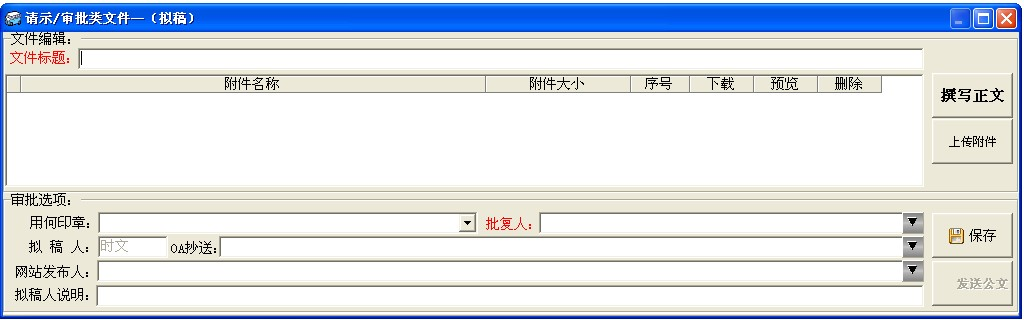 请示/审批类文件—（拟稿）
文件编辑：
文件标题：
附件名称 附件大小 序号 下载 预览 删除
撰写正文
上传附件
审批选项：
用何印章： 批复人：
拟 稿 人： 时文 OA抄送：
保存
网站发布人：
拟稿人说明：
发送公文